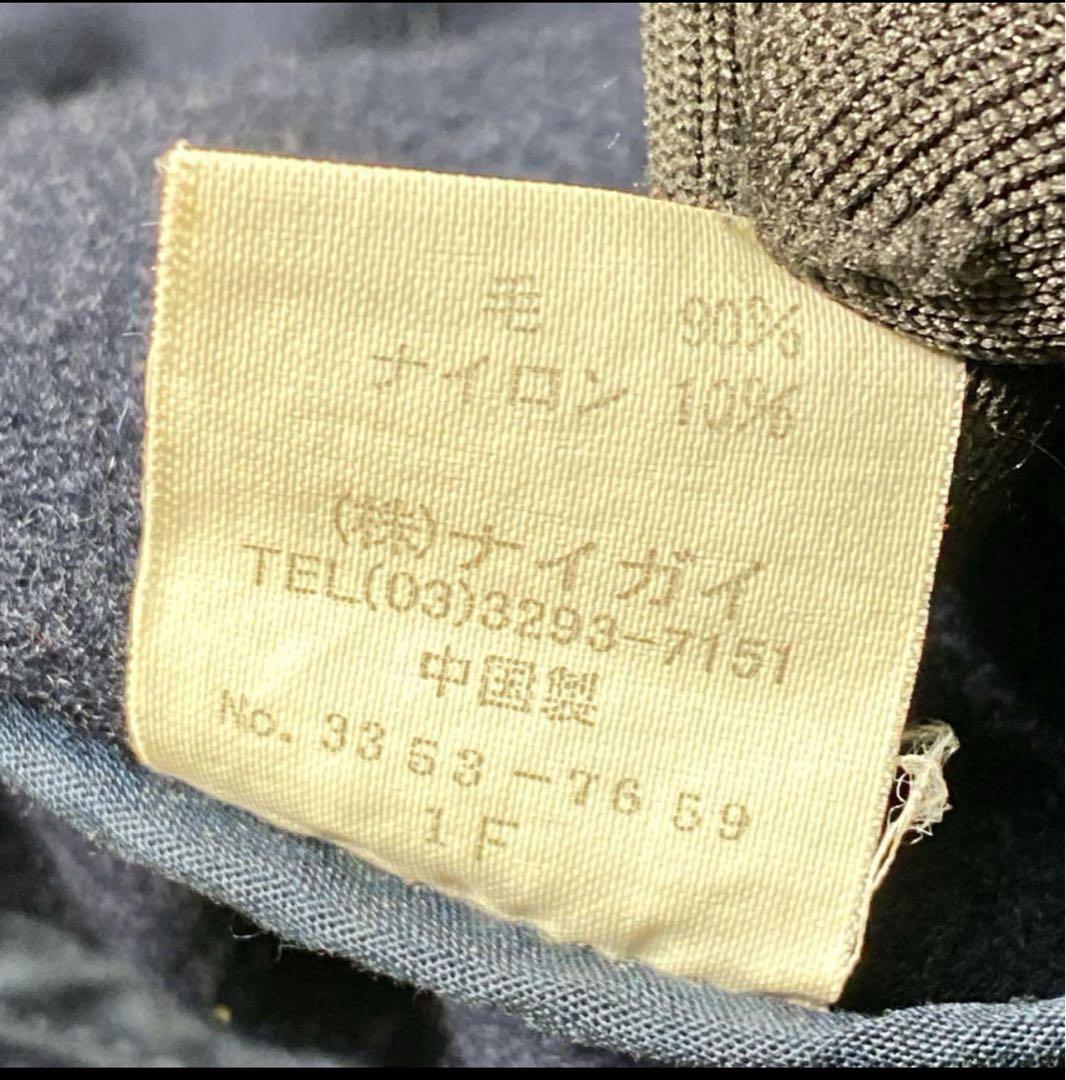 毛 90%
ナイロン 10%
(株)ナイガイ
TEL(03)3293-7151
中国製
No. 3353-7659
1F